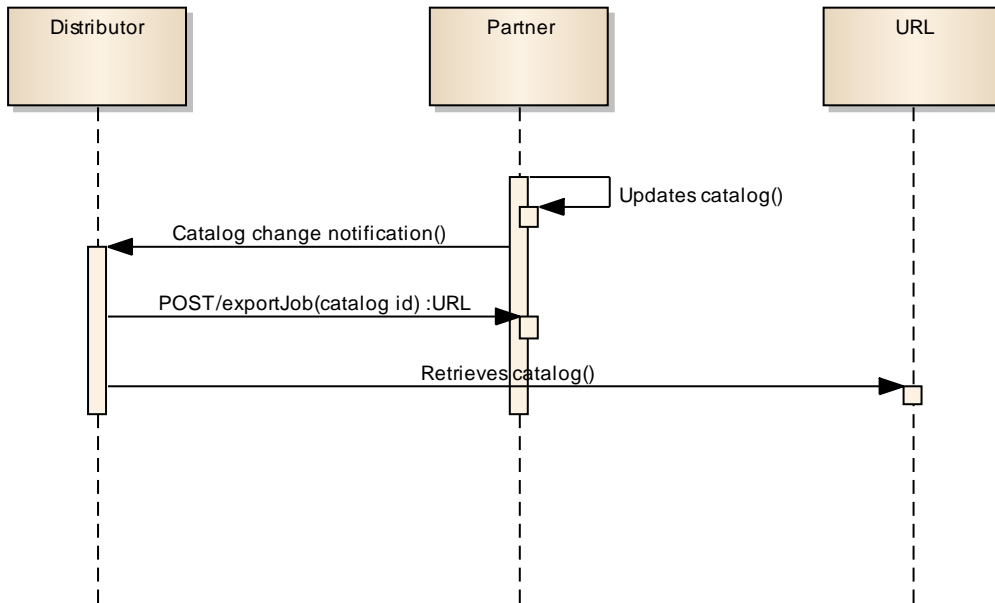 Distributor
Partner
URL
Updates catalog()
Catalog change notification()
POST/exportJob(catalog id) :URL
Retrieves catalog()